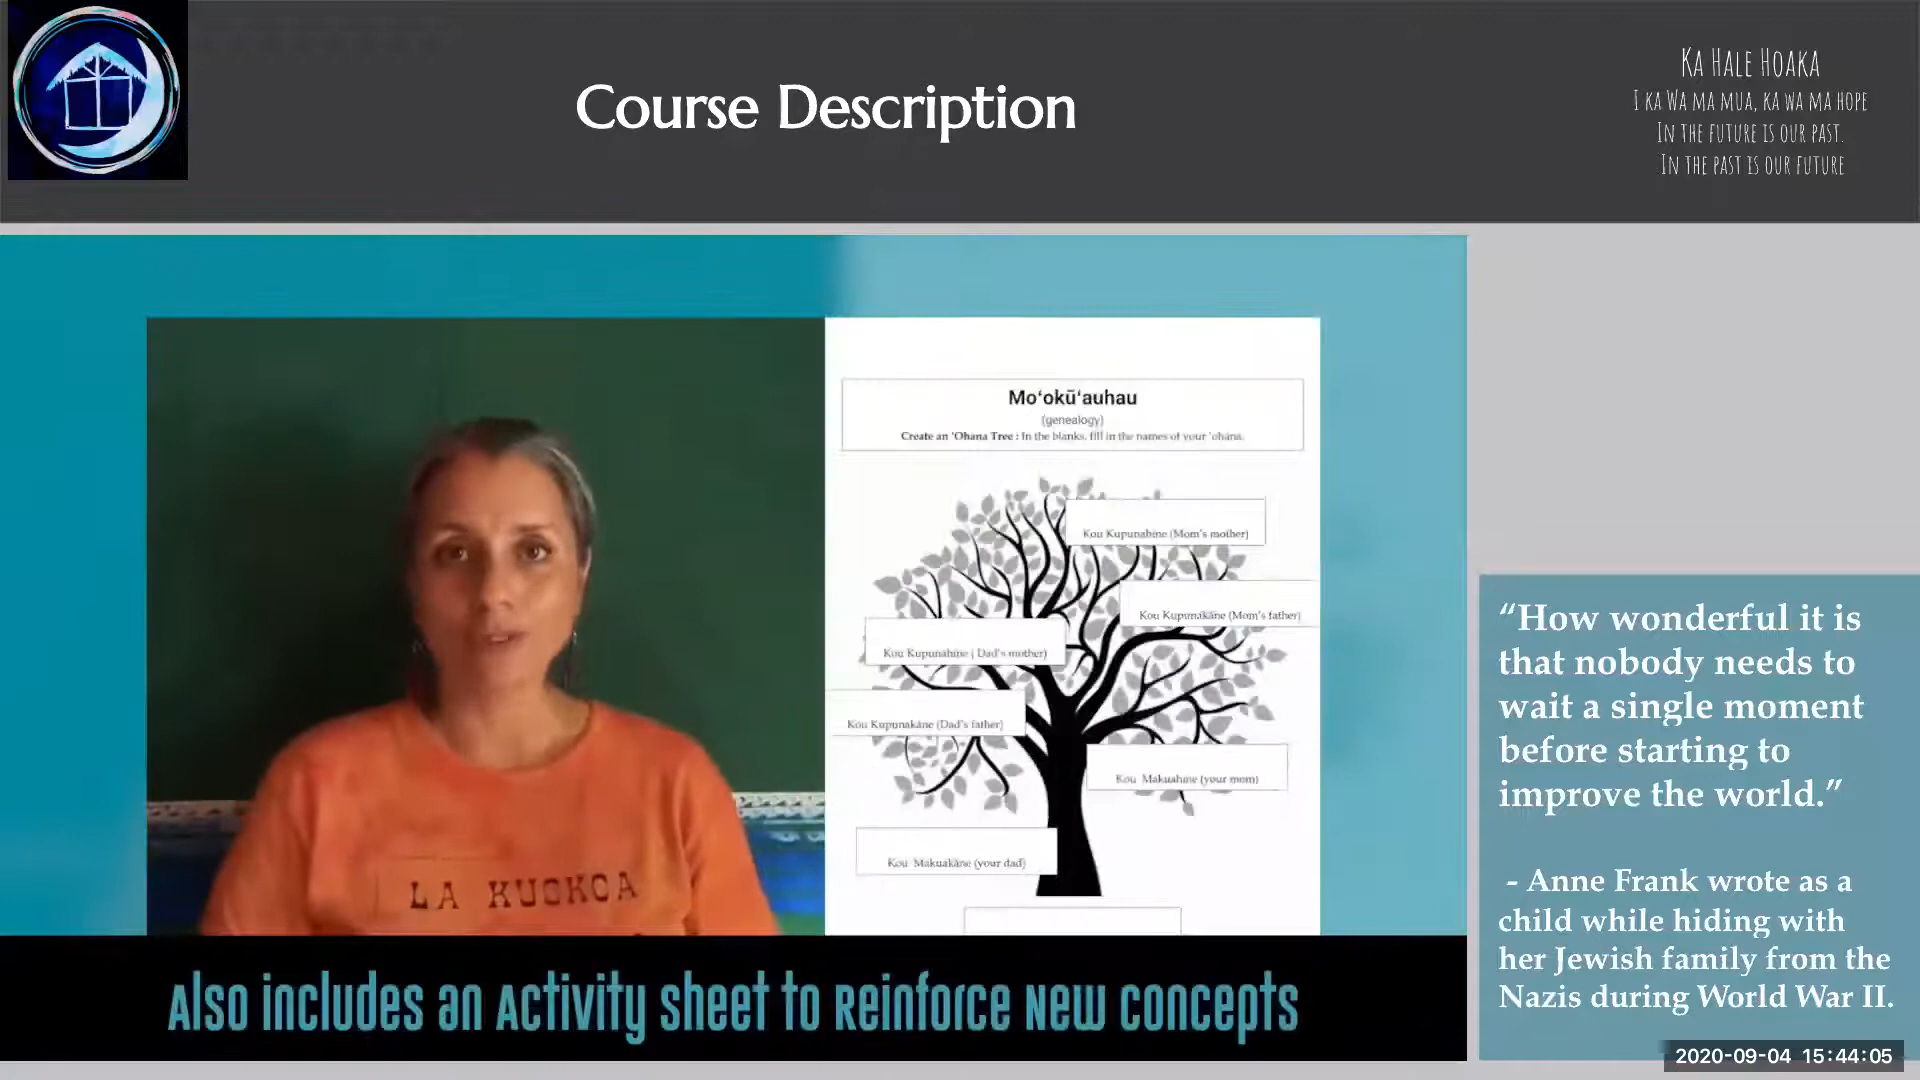 Course Description
KA HALE HOAKA
I KA WA MA MUA, KA WA MA HOPE
IN THE FUTURE IS OUR PAST.
IN THE PAST IS OUR FUTURE
Moʻokūʻauhau
(genealogy)
Create an ʻOhana Tree : In the blanks, fill in the names of your ʻohana.
Kou Kupunahine (Mom's mother)
Kou Kupunakāne (Mom's father)
Kou Kupunahine ( Dad's mother)
Kou Kupunakāne (Dad's father)
Kou Makuahine (your mom)
Kou Makuakāne (your dad)
LA KUOKOA
Also includes an Activity sheet to Reinforce New concepts
“How wonderful it is
that nobody needs to
wait a single moment
before starting to
improve the world.”
- Anne Frank wrote as a
child while hiding with
her Jewish family from the
Nazis during World War II.
2020-09-04 15:44:05